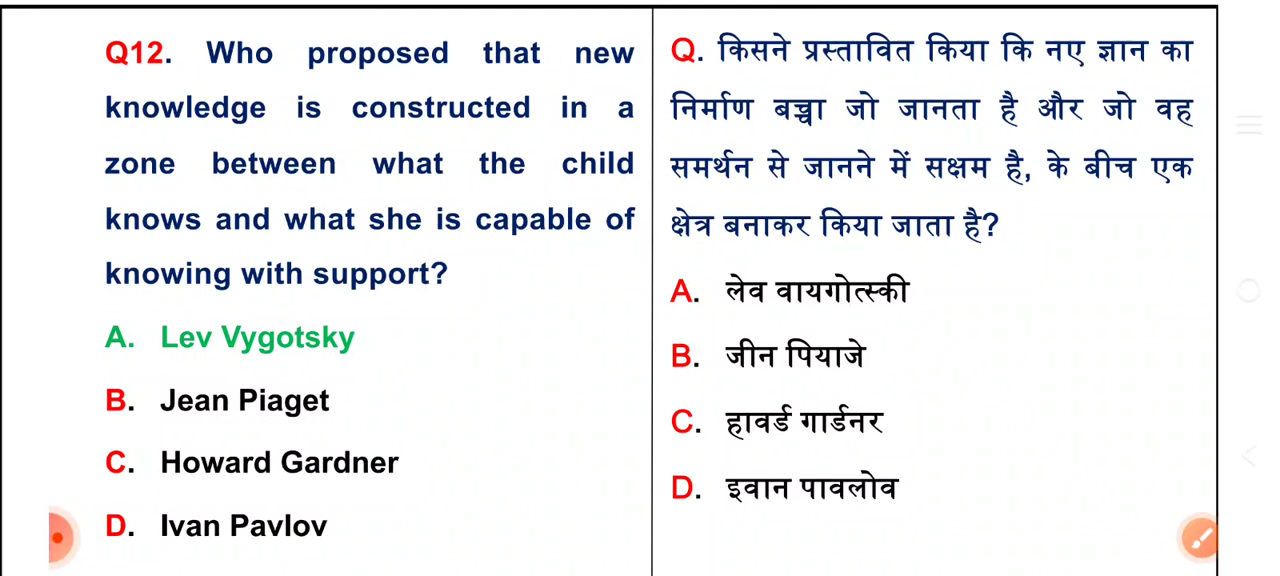 Q12. Who proposed that new
knowledge is constructed in a
zone between what the child
knows and what she is capable of
knowing with support?
A. Lev Vygotsky
B. Jean Piaget
C. Howard Gardner
D. Ivan Pavlov
Q. किसने प्रस्तावित किया कि नए ज्ञान का
निर्माण बच्चा जो जानता है और जो वह
समर्थन से जानने में सक्षम है, के बीच एक
क्षेत्र बनाकर किया जाता है?
A. लेव वायगोत्स्की
B. जीन पियाजे
C. हावर्ड गार्डनर
D. इवान पावलोव